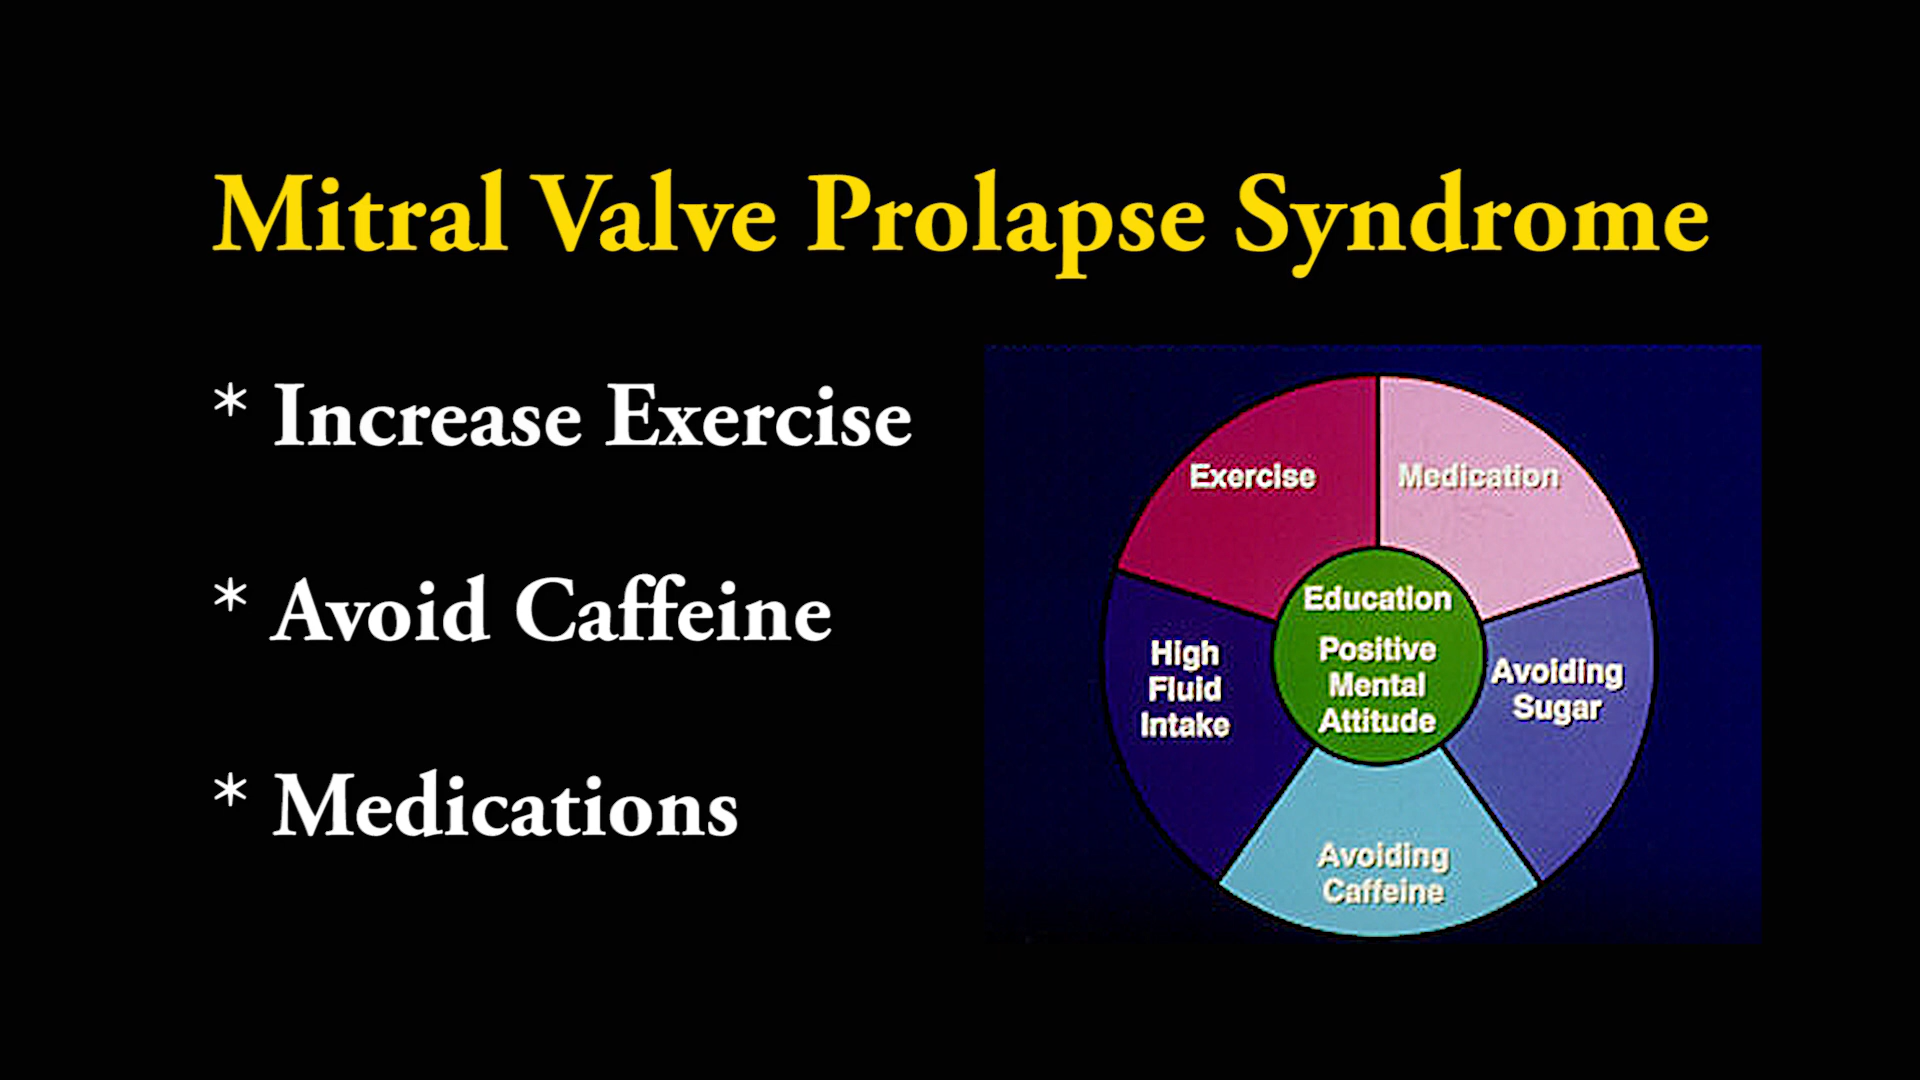 Mitral Valve Prolapse Syndrome
* Increase Exercise
* Avoid Caffeine
* Medications
Exercise
Medication
Education
Positive
Mental
Attitude
High
Fluid
Intake
Avoiding
Sugar
Avoiding
Caffeine